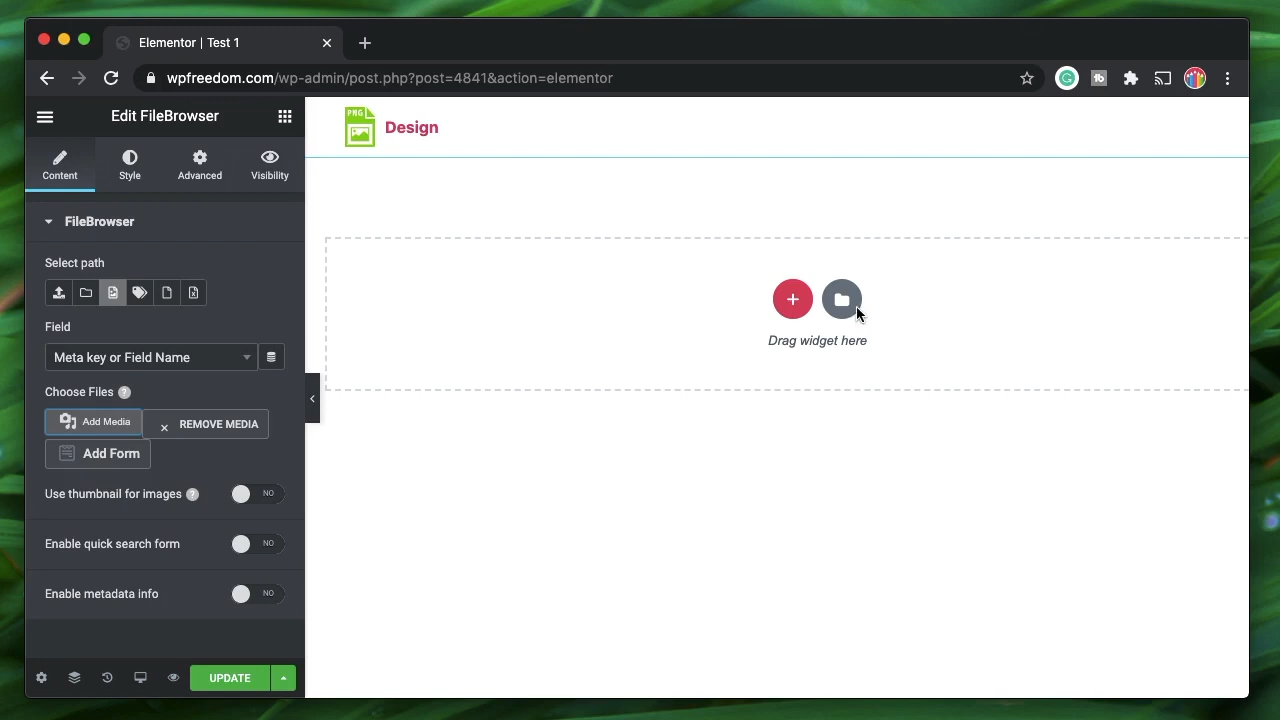 Elementor | Test 1
wpfreedom.com/wp-admin/post.php?post=4841&action=elementor
Edit FileBrowser
Content
Style
Advanced
Visibility
FileBrowser
Select path
Field
Meta key or Field Name
Choose Files ?
Add Media
× REMOVE MEDIA
Add Form
Use thumbnail for images ?
NO
Enable quick search form
NO
Enable metadata info
NO
UPDATE
PNG
Design
Drag widget here